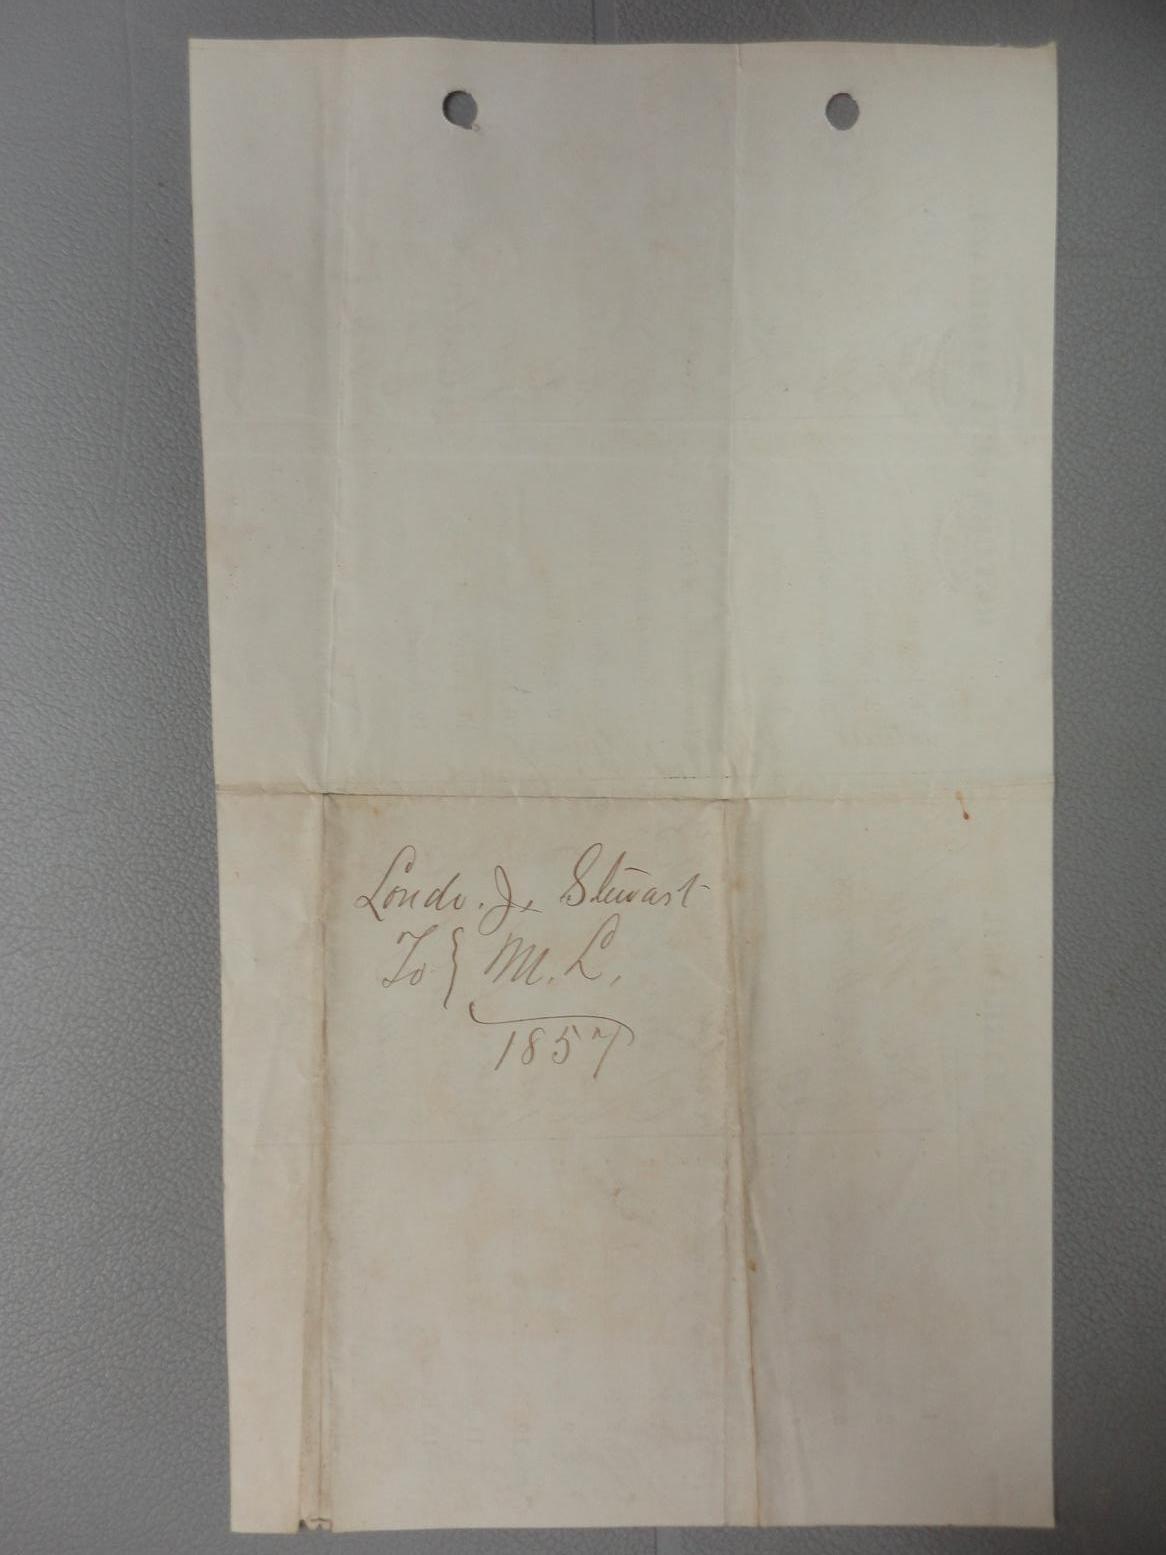 Londo. J. Stewart
To } M. L.
1857